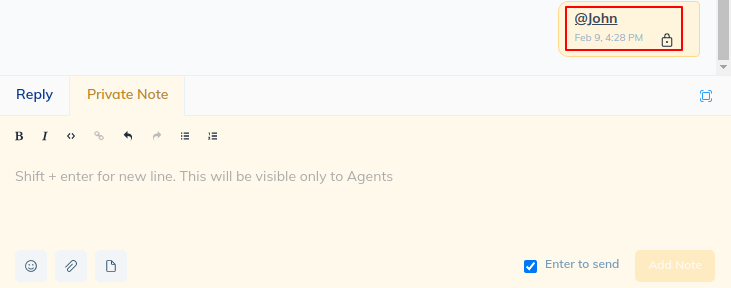 @John
Feb 9, 4:28 PM
Reply Private Note
B I
Shift + enter for new line. This will be visible only to Agents
Enter to send Add Note